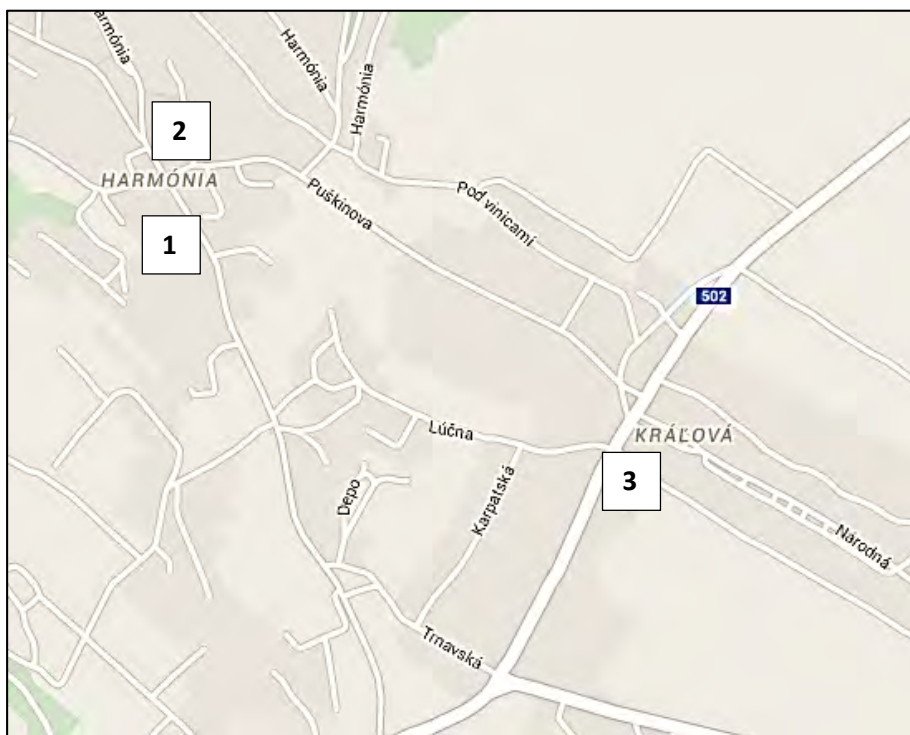 Harmónia
Harmónia
Harmónia
2
HARMÓNIA
Puškinova
Pod vinicami
1
502
Lúčna
KRÁĽOVÁ
3
Depo
Karpatská
Národná
Trnavská